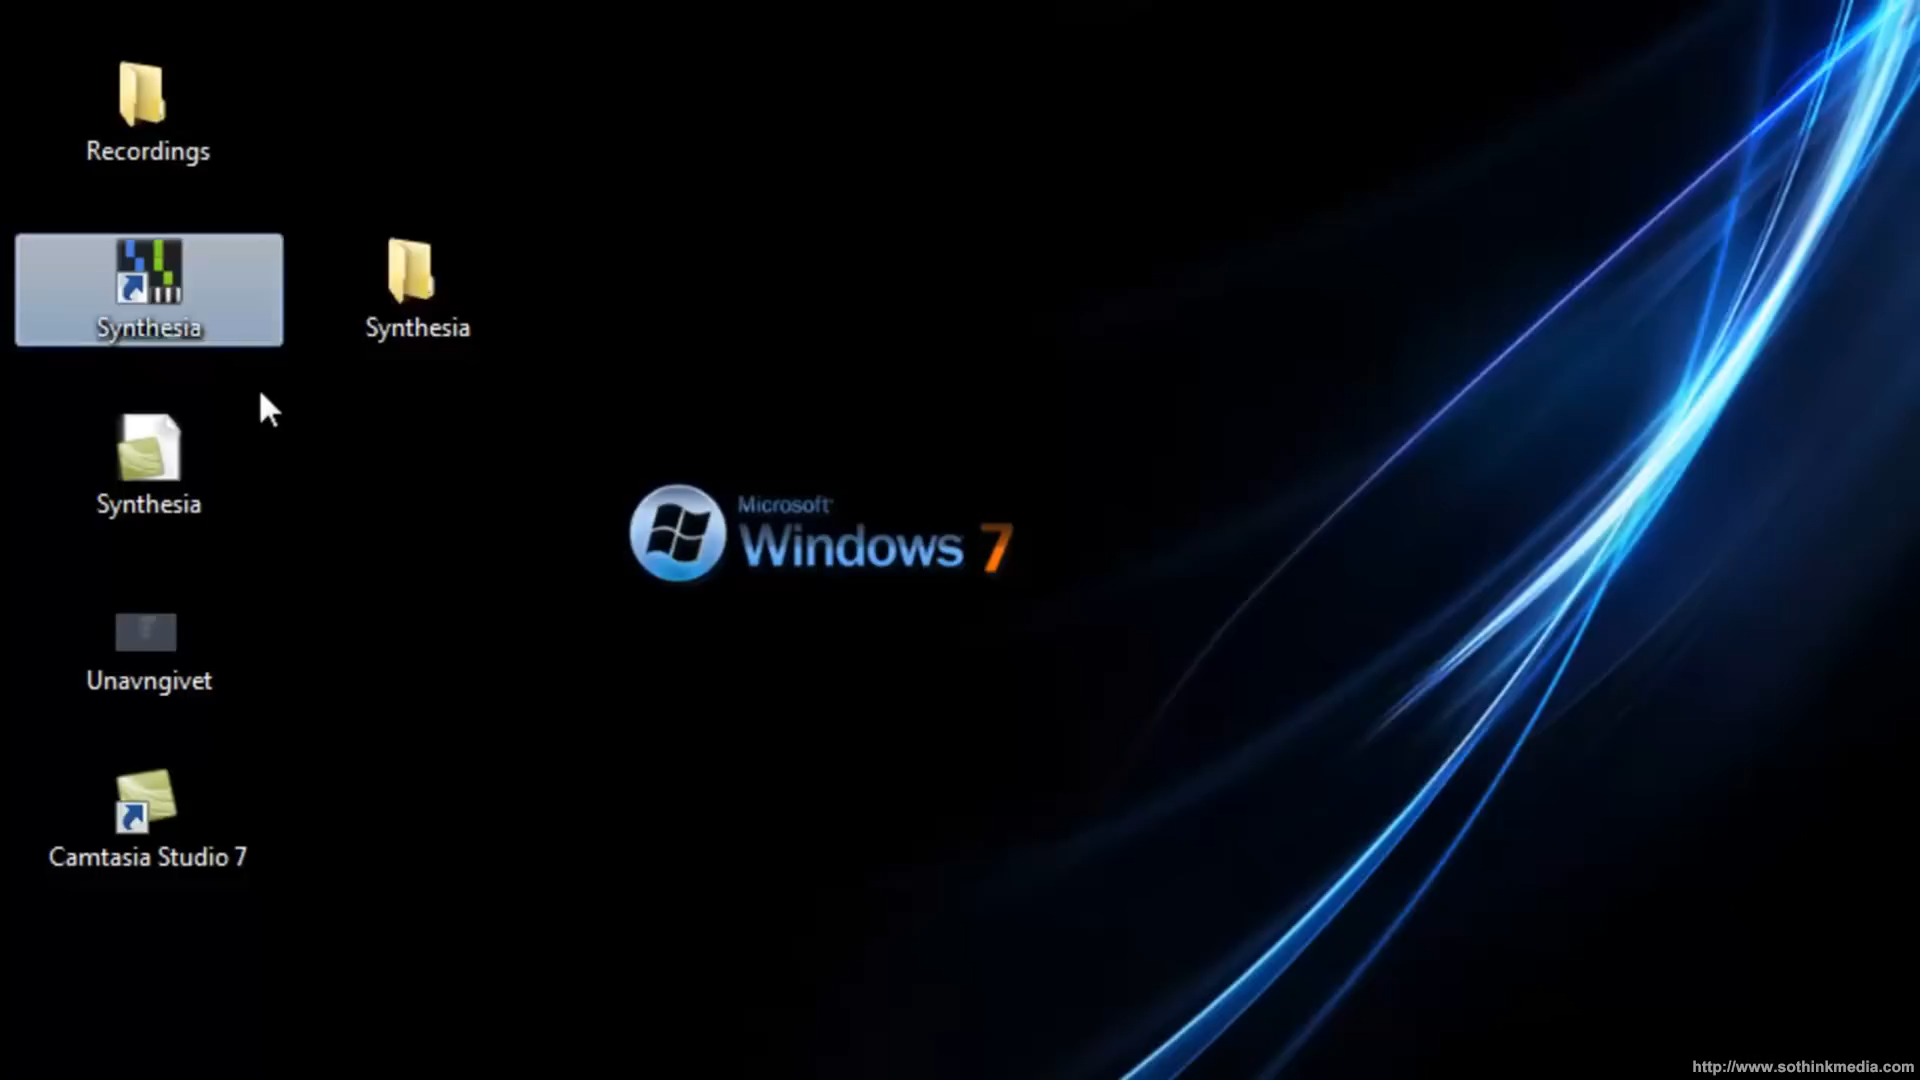 Recordings
Synthesia
Synthesia
Synthesia
Microsoft
Windows 7
Unavngivet
Camtasia Studio 7
http://www.sothinkmedia.com